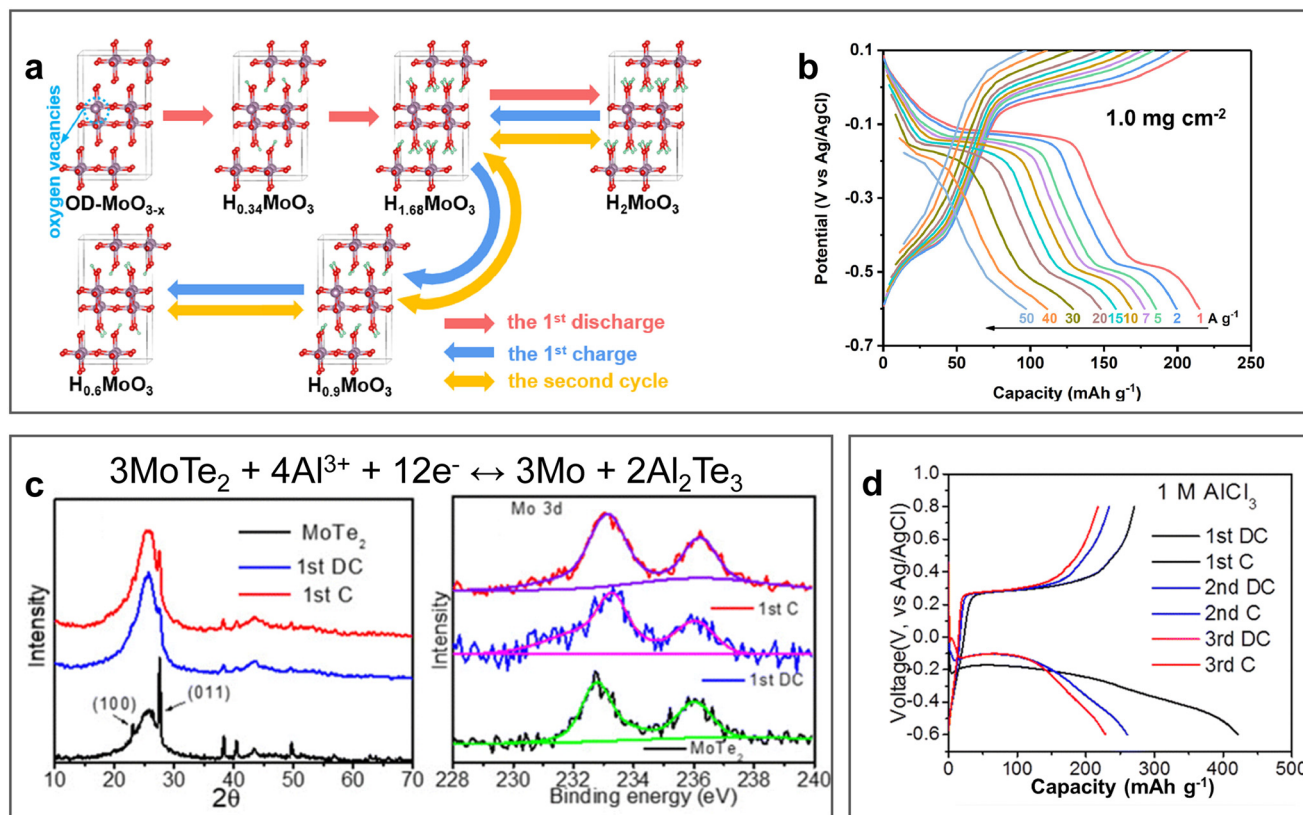 a
oxygen vacancies
OD-MoO3-x
H0.34MoO3
H1.68MoO3
H2MoO3
H0.6MoO3
H0.9MoO3
the 1st discharge
the 1st charge
the second cycle
b
1.0 mg cm-2
Potential (V vs Ag/AgCl)
0.1
-0.1
-0.3
-0.5
-0.7
50 40 30 20 15 10 7 5 2 1 A g-1
0 50 100 150 200 250
Capacity (mAh g-1)
3MoTe2 + 4Al3+ + 12e- ↔ 3Mo + 2Al2Te3
c
MoTe2
1st DC
1st C
Intensity
(100)
(011)
10 20 30 40 50 60 70
2θ
Mo 3d
1st C
1st DC
MoTe2
Intensity
228 230 232 234 236 238 240
Binding energy (eV)
d
1 M AlCl3
1st DC
1st C
2nd DC
2nd C
3rd DC
3rd C
Voltage(V, vs Ag/AgCl)
1.0
0.8
0.6
0.4
0.2
0.0
-0.2
-0.4
-0.6
0 100 200 300 400 500
Capacity (mAh g-1)